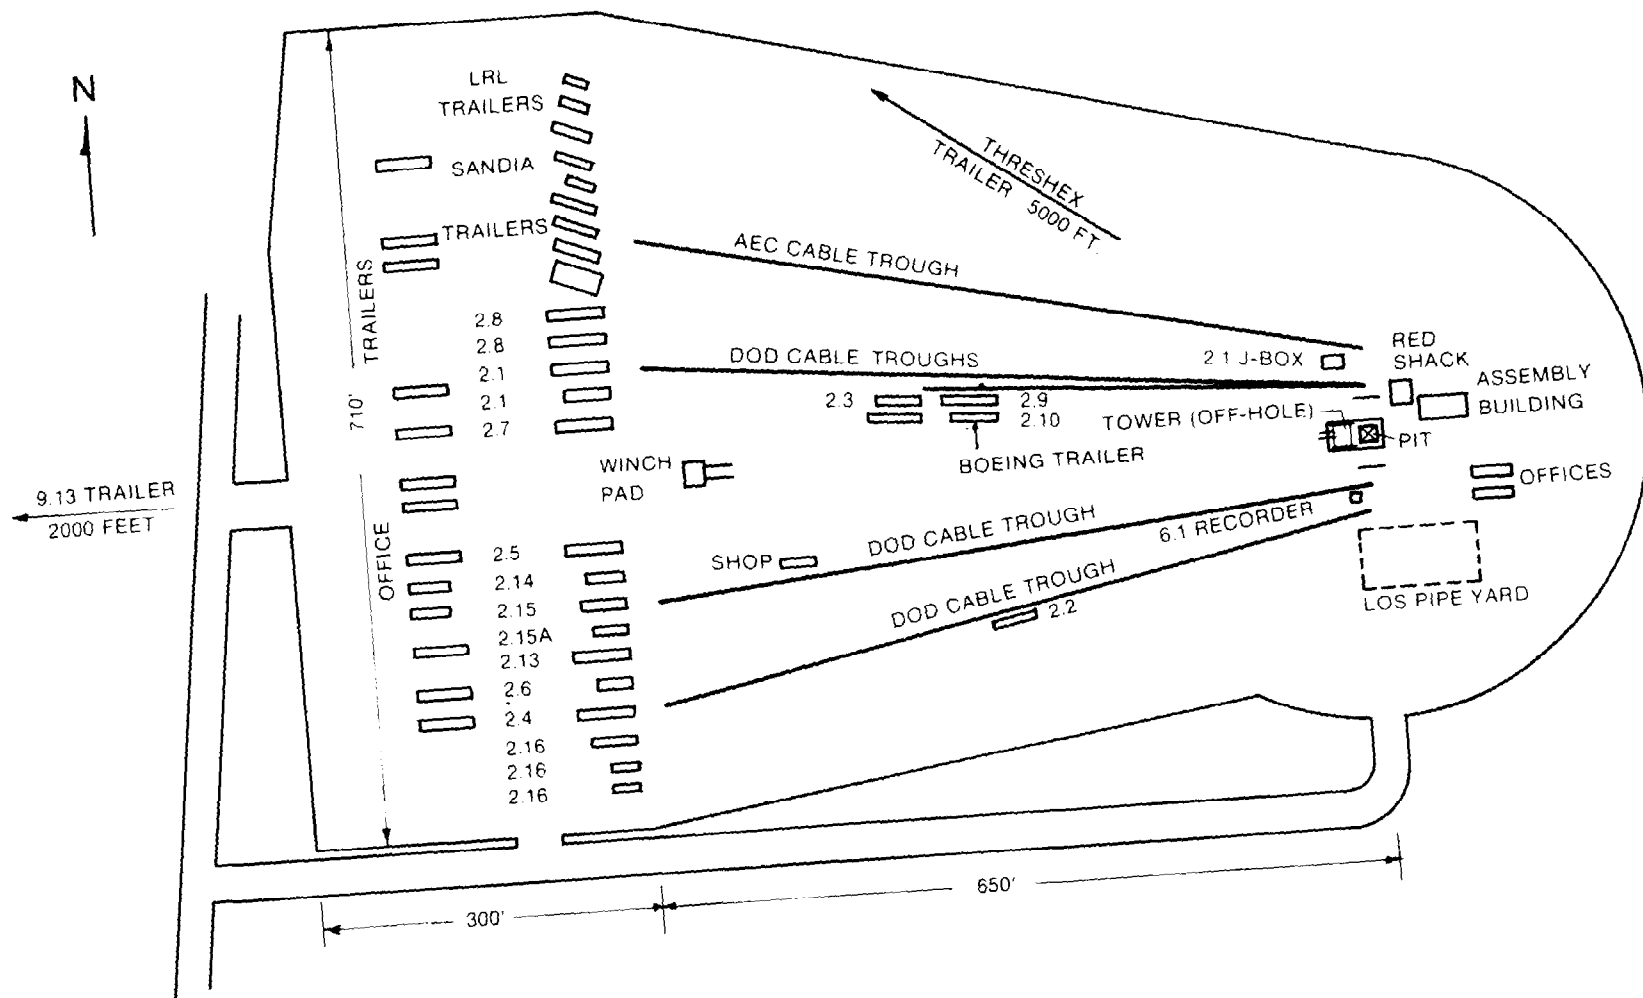 N
LRL
TRAILERS
SANDIA
TRAILERS
THRESHEX
TRAILER 5000 FT.
AEC CABLE TROUGH
TRAILERS
710'
OFFICE
2.8
2.8
2.1
2.1
2.7
DOD CABLE TROUGHS
2.1 J-BOX
RED
SHACK
ASSEMBLY
BUILDING
2.3
2.9
2.10
TOWER (OFF-HOLE)
PIT
BOEING TRAILER
WINCH
PAD
OFFICES
9.13 TRAILER
2000 FEET
DOD CABLE TROUGH
6.1 RECORDER
SHOP
DOD CABLE TROUGH
2.2
LOS PIPE YARD
2.5
2.14
2.15
2.15A
2.13
2.6
2.4
2.16
2.16
2.16
650'
300'